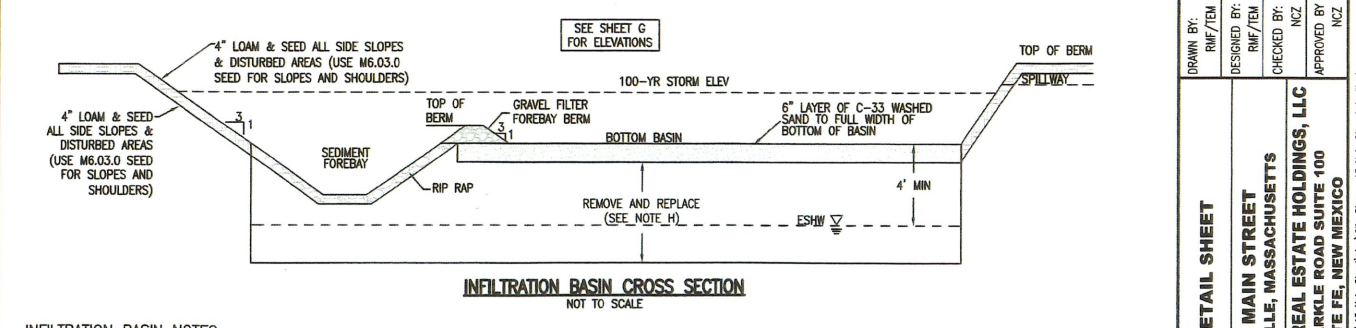 SEE SHEET G
FOR ELEVATIONS
4" LOAM & SEED ALL SIDE SLOPES
& DISTURBED AREAS (USE M6.03.0
SEED FOR SLOPES AND SHOULDERS)
TOP OF BERM
SPILLWAY
100-YR STORM ELEV
4" LOAM & SEED
ALL SIDE SLOPES &
DISTURBED AREAS
(USE M6.03.0 SEED
FOR SLOPES AND
SHOULDERS)
3
1
SEDIMENT
FOREBAY
TOP OF
BERM
GRAVEL FILTER
FOREBAY BERM
3
1
BOTTOM BASIN
6" LAYER OF C-33 WASHED
SAND TO FULL WIDTH OF
BOTTOM OF BASIN
RIP RAP
REMOVE AND REPLACE
(SEE NOTE H)
4' MIN
ESHW
INFILTRATION BASIN CROSS SECTION
NOT TO SCALE
INFILTRATION BASIN NOTES
DRAWN BY:
RMF/TEM
DESIGNED BY:
RMF/TEM
CHECKED BY:
NCZ
APPROVED BY
NCZ
ETAIL SHEET
MAIN STREET
LLE, MASSACHUSETTS
REAL ESTATE HOLDINGS, LLC
RKLE ROAD SUITE 100
TE FE, NEW MEXICO